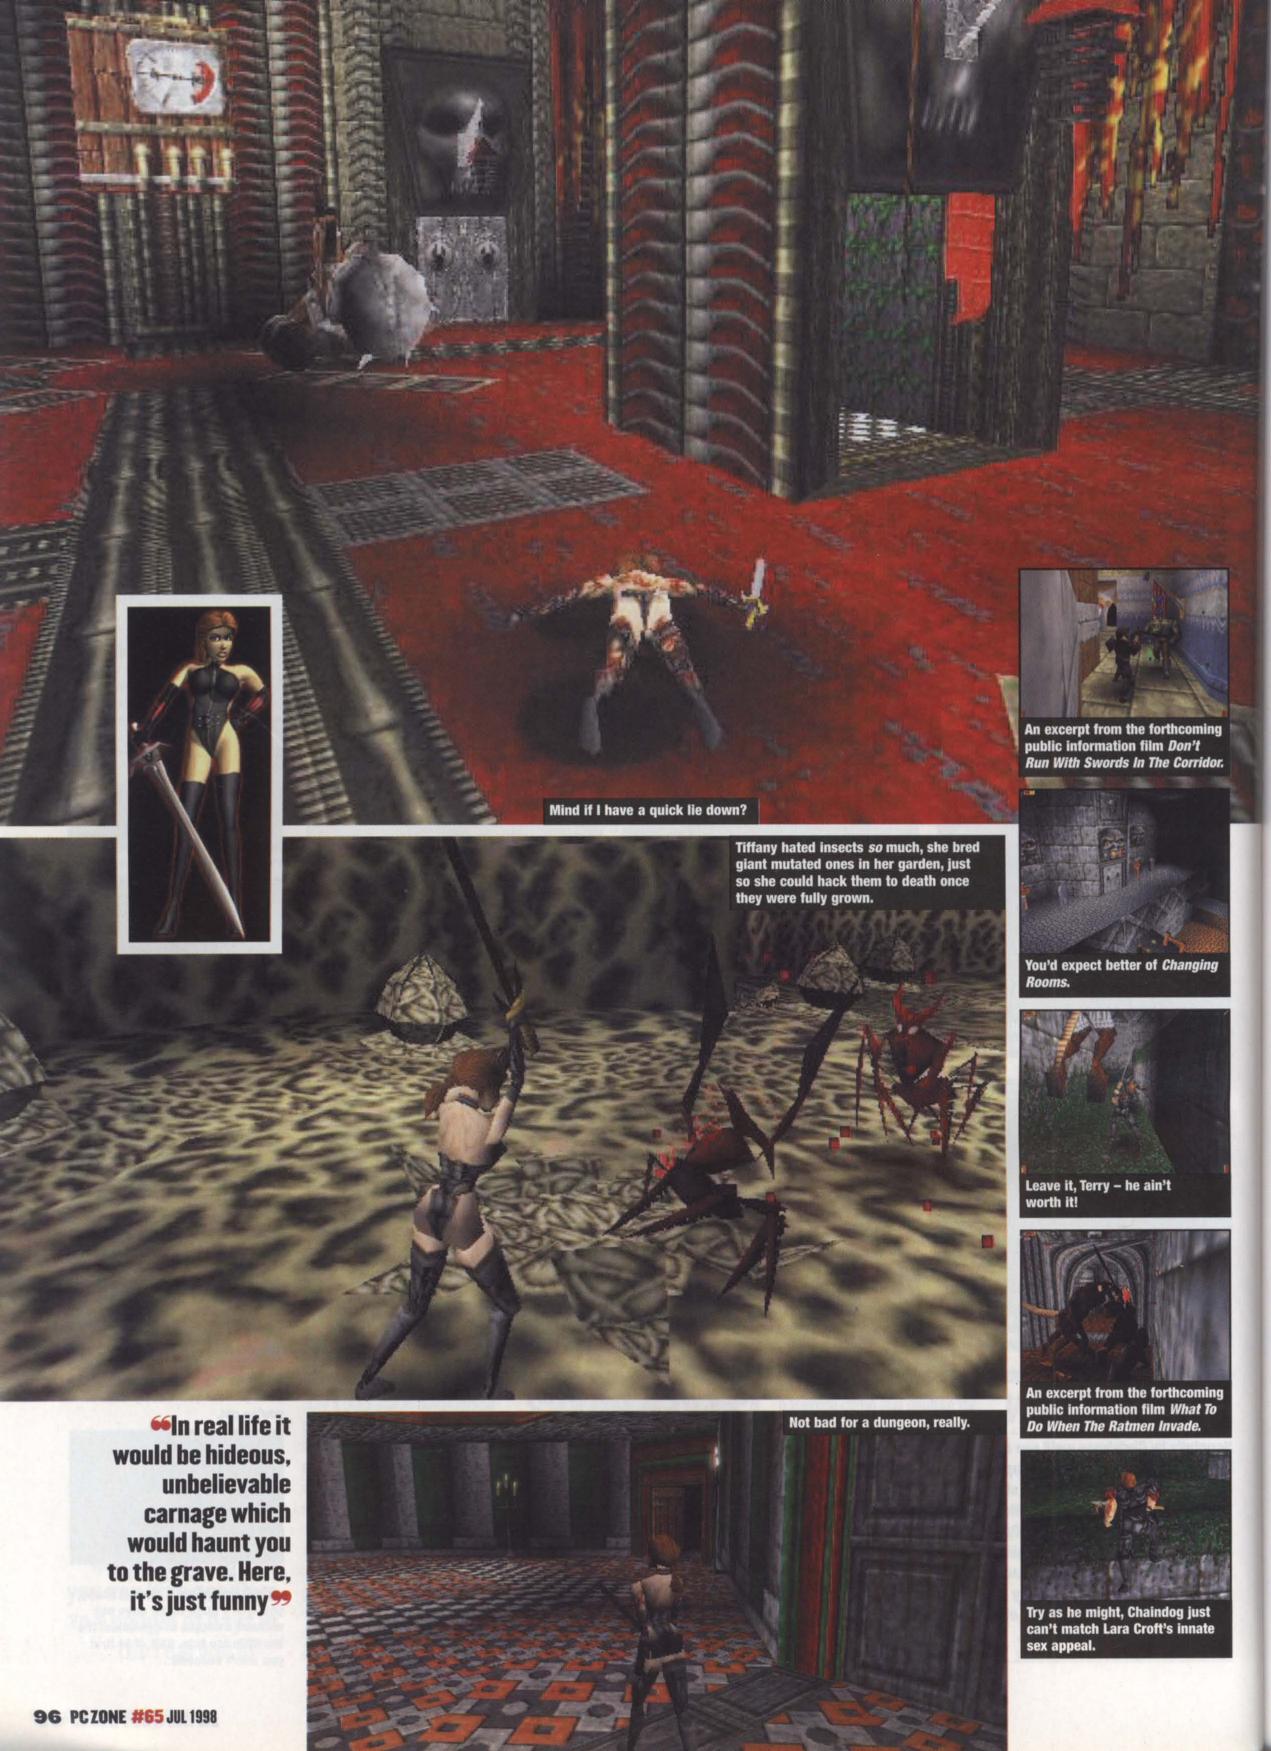 Mind if I have a quick lie down?
Tiffany hated insects so much, she bred
giant mutated ones in her garden, just
so she could hack them to death once
they were fully grown.
An excerpt from the forthcoming
public information film Don't
Run With Swords In The Corridor.
You'd expect better of Changing
Rooms.
Leave it, Terry – he ain't
worth it!
An excerpt from the forthcoming
public information film What To
Do When The Ratmen Invade.
Try as he might, Chaindog just
can't match Lara Croft's innate
sex appeal.
Not bad for a dungeon, really.
“In real life it
would be hideous,
unbelievable
carnage which
would haunt you
to the grave. Here,
it's just funny”
96 PC ZONE #65 JUL 1998